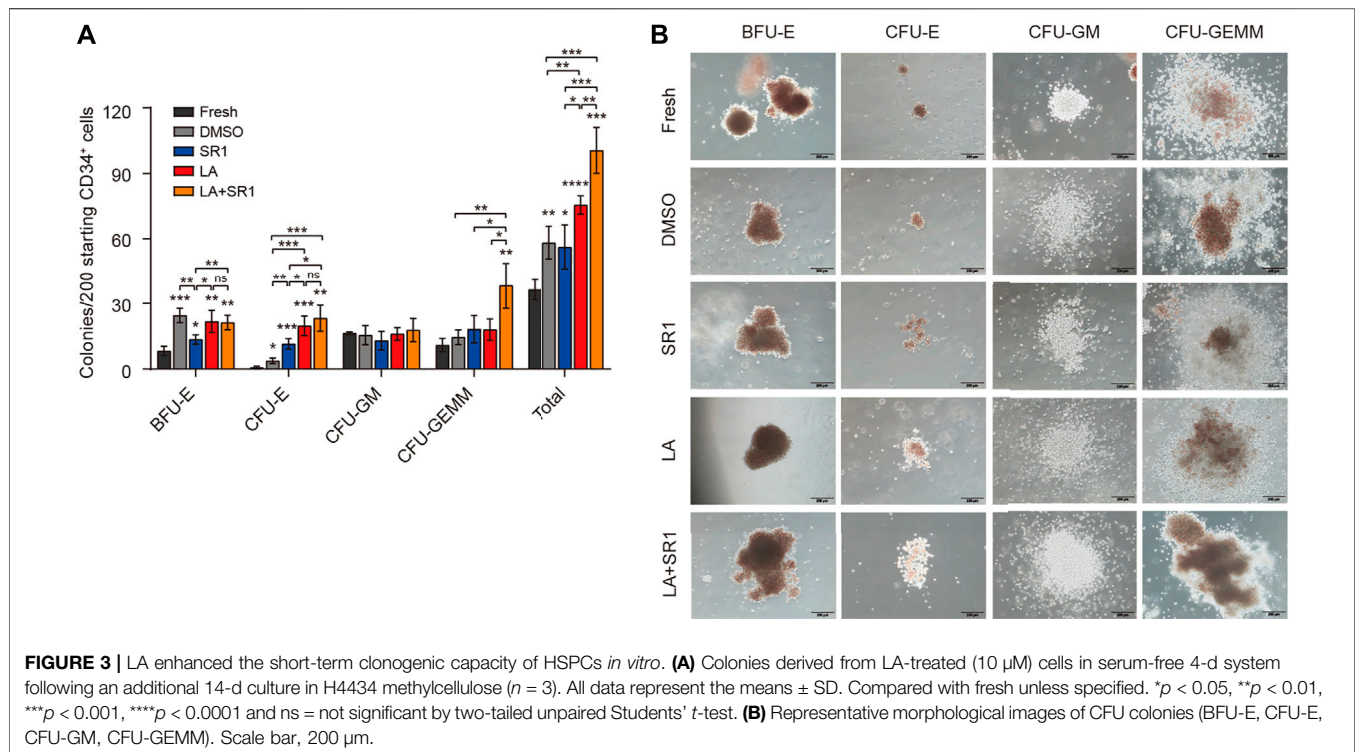 A
***
**
***
* **
***
****
** *
120
90
60
30
0
Colonies/200 starting CD34⁺ cells
Fresh
DMSO
SR1
LA
LA+SR1
**
** * ns
*** * ** **
***
***
*
** * ns
* *** *** **
**
*
*
**
BFU-E
CFU-E
CFU-GM
CFU-GEMM
Total
B
BFU-E CFU-E CFU-GM CFU-GEMM
Fresh
DMSO
SR1
LA
LA+SR1
FIGURE 3 | LA enhanced the short-term clonogenic capacity of HSPCs in vitro. (A) Colonies derived from LA-treated (10 µM) cells in serum-free 4-d system
following an additional 14-d culture in H4434 methylcellulose (n = 3). All data represent the means ± SD. Compared with fresh unless specified. *p < 0.05, **p < 0.01,
***p < 0.001, ****p < 0.0001 and ns = not significant by two-tailed unpaired Students' t-test. (B) Representative morphological images of CFU colonies (BFU-E, CFU-E,
CFU-GM, CFU-GEMM). Scale bar, 200 µm.